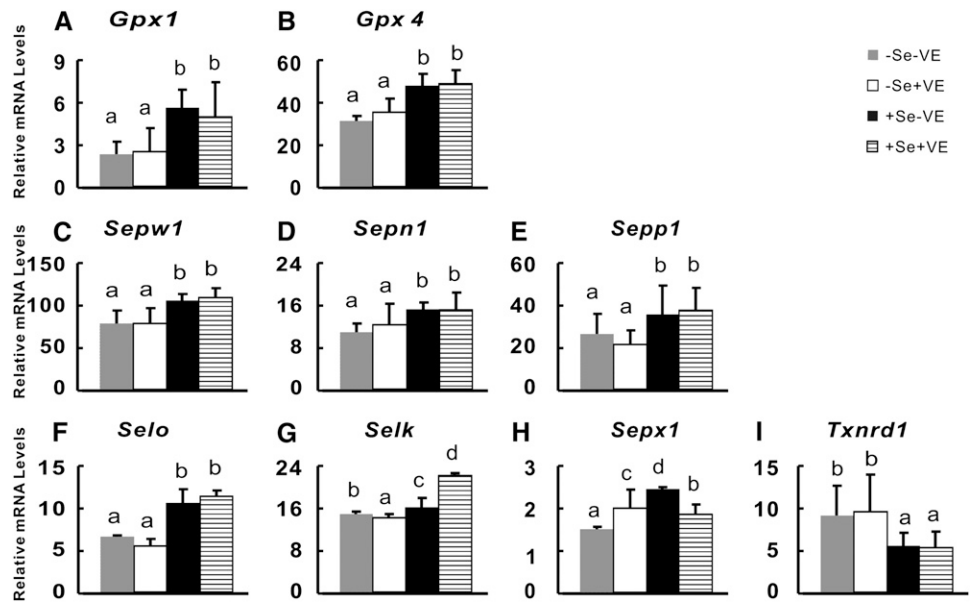 A Gpx1
B Gpx 4
Relative mRNA Levels
9
6
3
0
a a b b
60
40
20
0
a a b b
-Se-VE
-Se+VE
+Se-VE
+Se+VE
C Sepw1
D Sepn1
E Sepp1
Relative mRNA Levels
150
100
50
0
a a b b
24
16
8
0
a a b b
60
40
20
0
a a b b
F Selo
G Selk
H Sepx1
I Txnrd1
Relative mRNA Levels
15
10
5
0
a a b b
24
16
8
0
b a c d
3
2
1
0
a c d b
15
10
5
0
b b a a